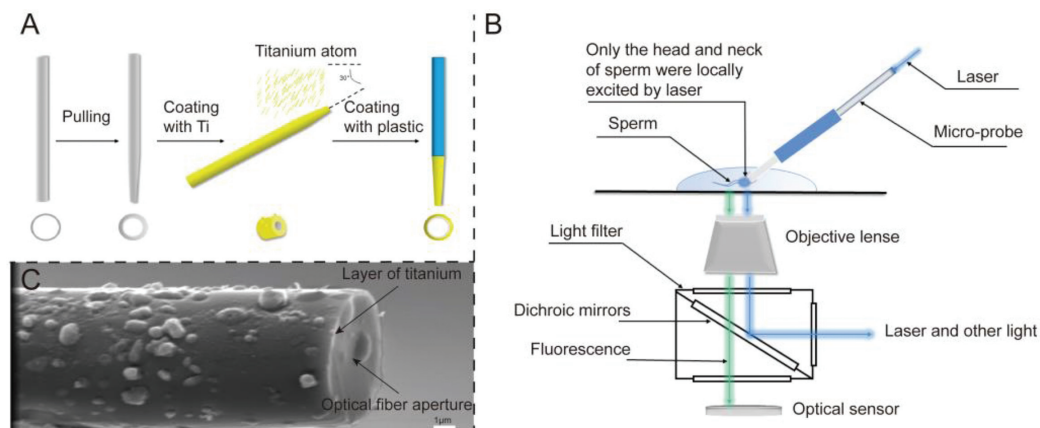 A
Titanium atom
30°
Pulling
Coating
with Ti
Coating
with plastic
B
Only the head and neck
of sperm were locally
excited by laser
Laser
Sperm
Micro-probe
Objective lense
Light filter
Dichroic mirrors
Laser and other light
Fluorescence
Optical sensor
C
Layer of titanium
Optical fiber aperture
1μm